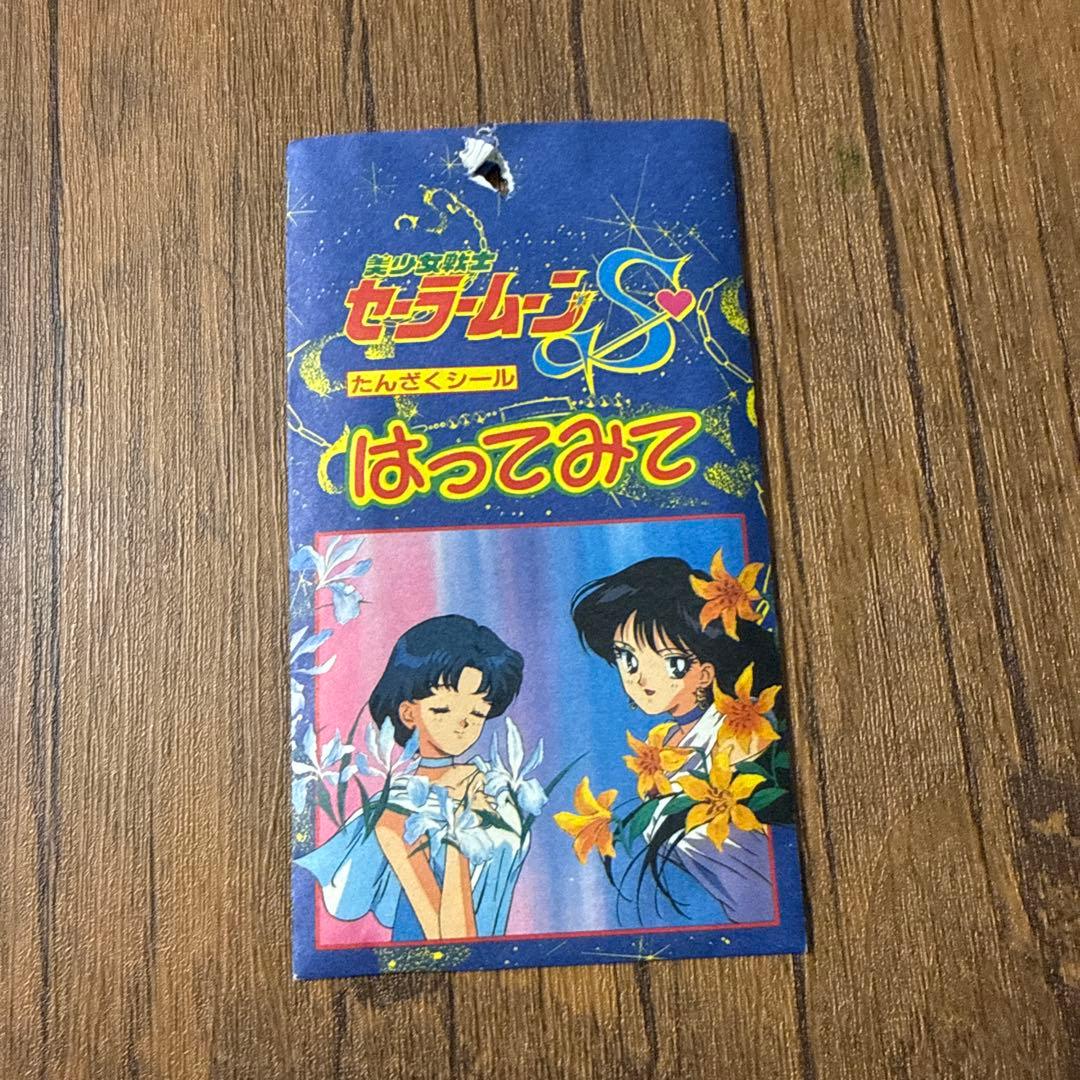 美少女戦士
セーラームーンS
たんざくシール
はってみて